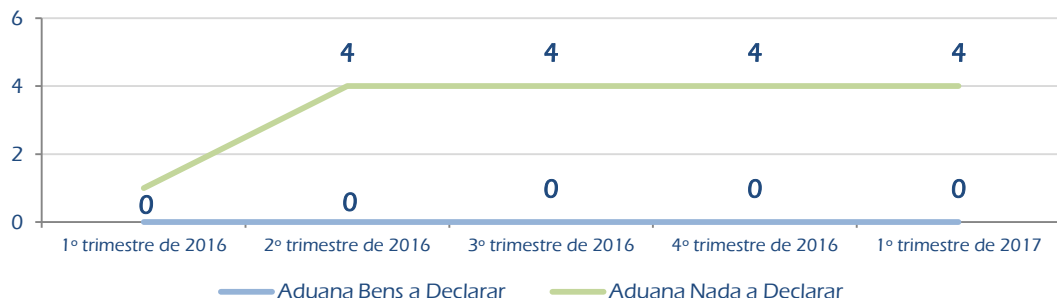 6
4 4 4 4
4
2
0 0 0 0 0
0
1º trimestre de 2016 2º trimestre de 2016 3º trimestre de 2016 4º trimestre de 2016 1º trimestre de 2017
Aduana Bens a Declarar Aduana Nada a Declarar